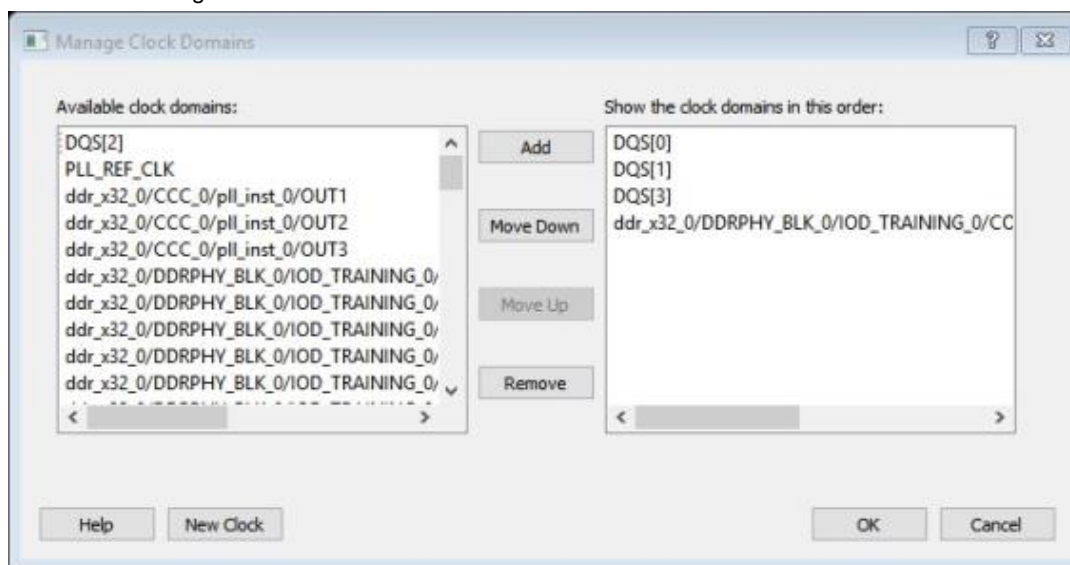 Manage Clock Domains
Available clock domains:
Show the clock domains in this order:
DQS[2]
PLL_REF_CLK
ddr_x32_0/CCC_0/pll_inst_0/OUT1
ddr_x32_0/CCC_0/pll_inst_0/OUT2
ddr_x32_0/CCC_0/pll_inst_0/OUT3
ddr_x32_0/DDRPHY_BLK_0/IOD_TRAINING_0/
ddr_x32_0/DDRPHY_BLK_0/IOD_TRAINING_0/
ddr_x32_0/DDRPHY_BLK_0/IOD_TRAINING_0/
ddr_x32_0/DDRPHY_BLK_0/IOD_TRAINING_0/
ddr_x32_0/DDRPHY_BLK_0/IOD_TRAINING_0/
Add
Move Down
Move Up
Remove
DQS[0]
DQS[1]
DQS[3]
ddr_x32_0/DDRPHY_BLK_0/IOD_TRAINING_0/CC
Help
New Clock
OK
Cancel